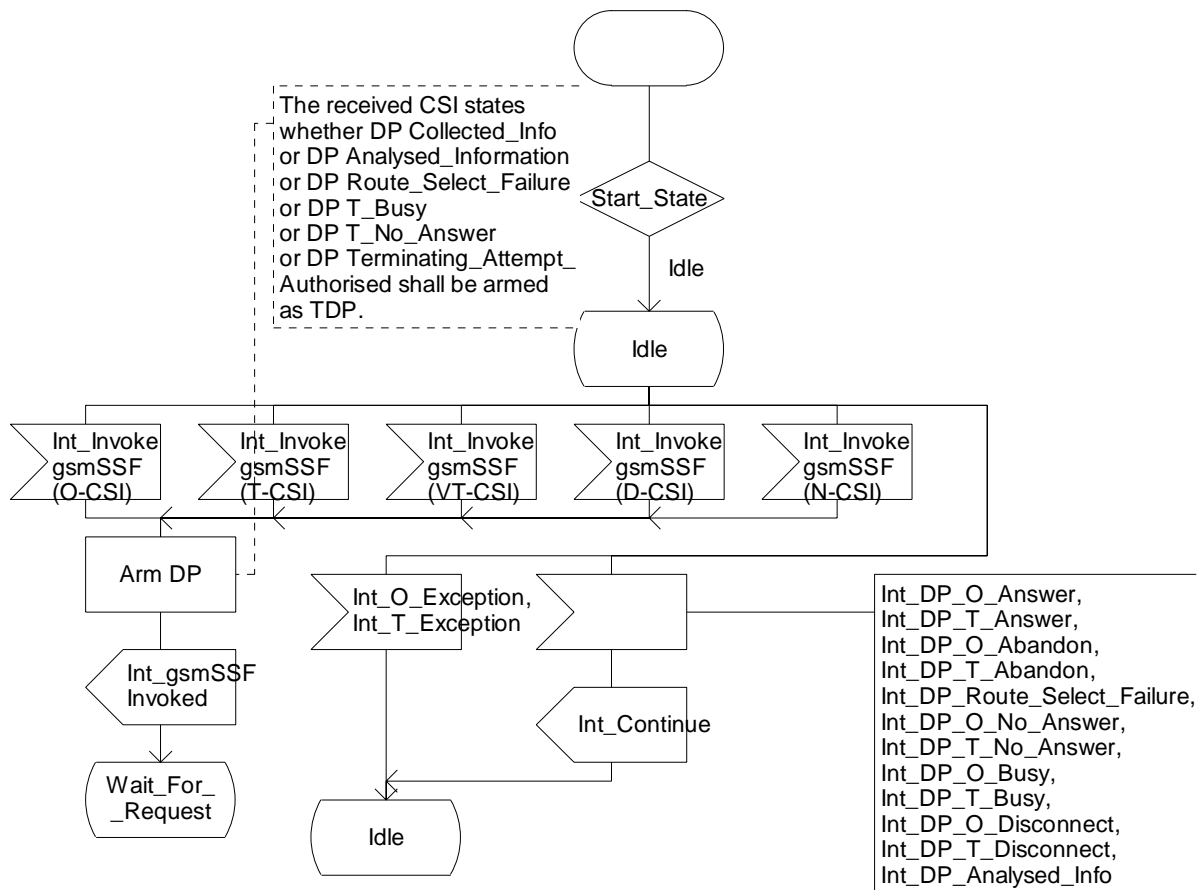 The received CSI states
whether DP Collected_Info
or DP Analysed_Information
or DP Route_Select_Failure
or DP T_Busy
or DP T_No_Answer
or DP Terminating_Attempt_
Authorised shall be armed
as TDP.
Start_State
Idle
Idle
Int_Invoke
gsmSSF
(O-CSI)
Int_Invoke
gsmSSF
(T-CSI)
Int_Invoke
gsmSSF
(VT-CSI)
Int_Invoke
gsmSSF
(D-CSI)
Int_Invoke
gsmSSF
(N-CSI)
Arm DP
Int_O_Exception,
Int_T_Exception
Int_gsmSSF
Invoked
Int_Continue
Wait_For_
_Request
Idle
Int_DP_O_Answer,
Int_DP_T_Answer,
Int_DP_O_Abandon,
Int_DP_T_Abandon,
Int_DP_Route_Select_Failure,
Int_DP_O_No_Answer,
Int_DP_T_No_Answer,
Int_DP_O_Busy,
Int_DP_T_Busy,
Int_DP_O_Disconnect,
Int_DP_T_Disconnect,
Int_DP_Analysed_Info